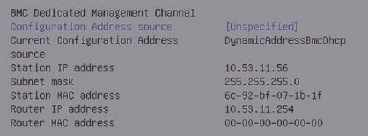 BMC Dedicated Management Channel
Configuration Address source [Unspecified]
Current Configuration Address DynamicAddressBmcDhcp
source
Station IP address 10.53.11.56
Subnet mask 255.255.255.0
Station MAC address 6c-92-bf-07-1b-1f
Router IP address 10.53.11.254
Router MAC address 00-00-00-00-00-00